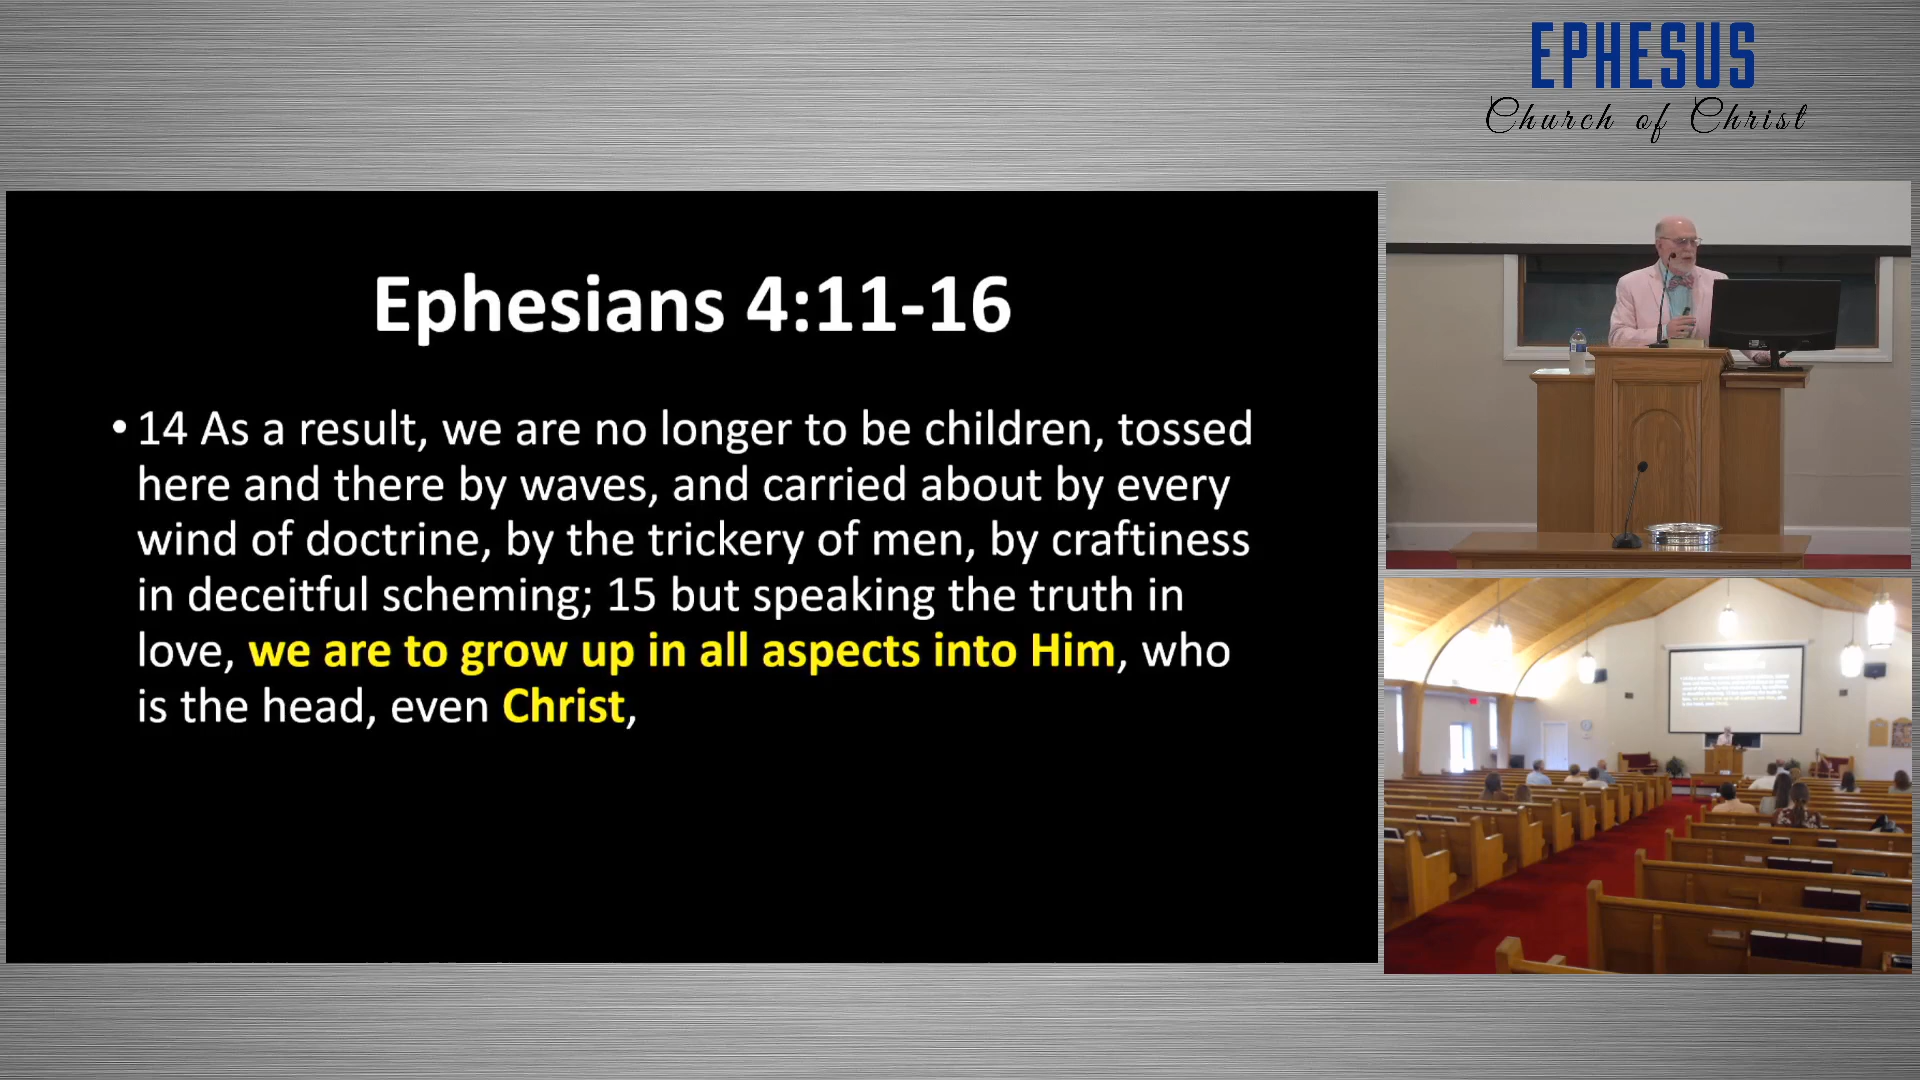 EPHESUS
Church of Christ
Ephesians 4:11-16
• 14 As a result, we are no longer to be children, tossed
here and there by waves, and carried about by every
wind of doctrine, by the trickery of men, by craftiness
in deceitful scheming; 15 but speaking the truth in
love, we are to grow up in all aspects into Him, who
is the head, even Christ,